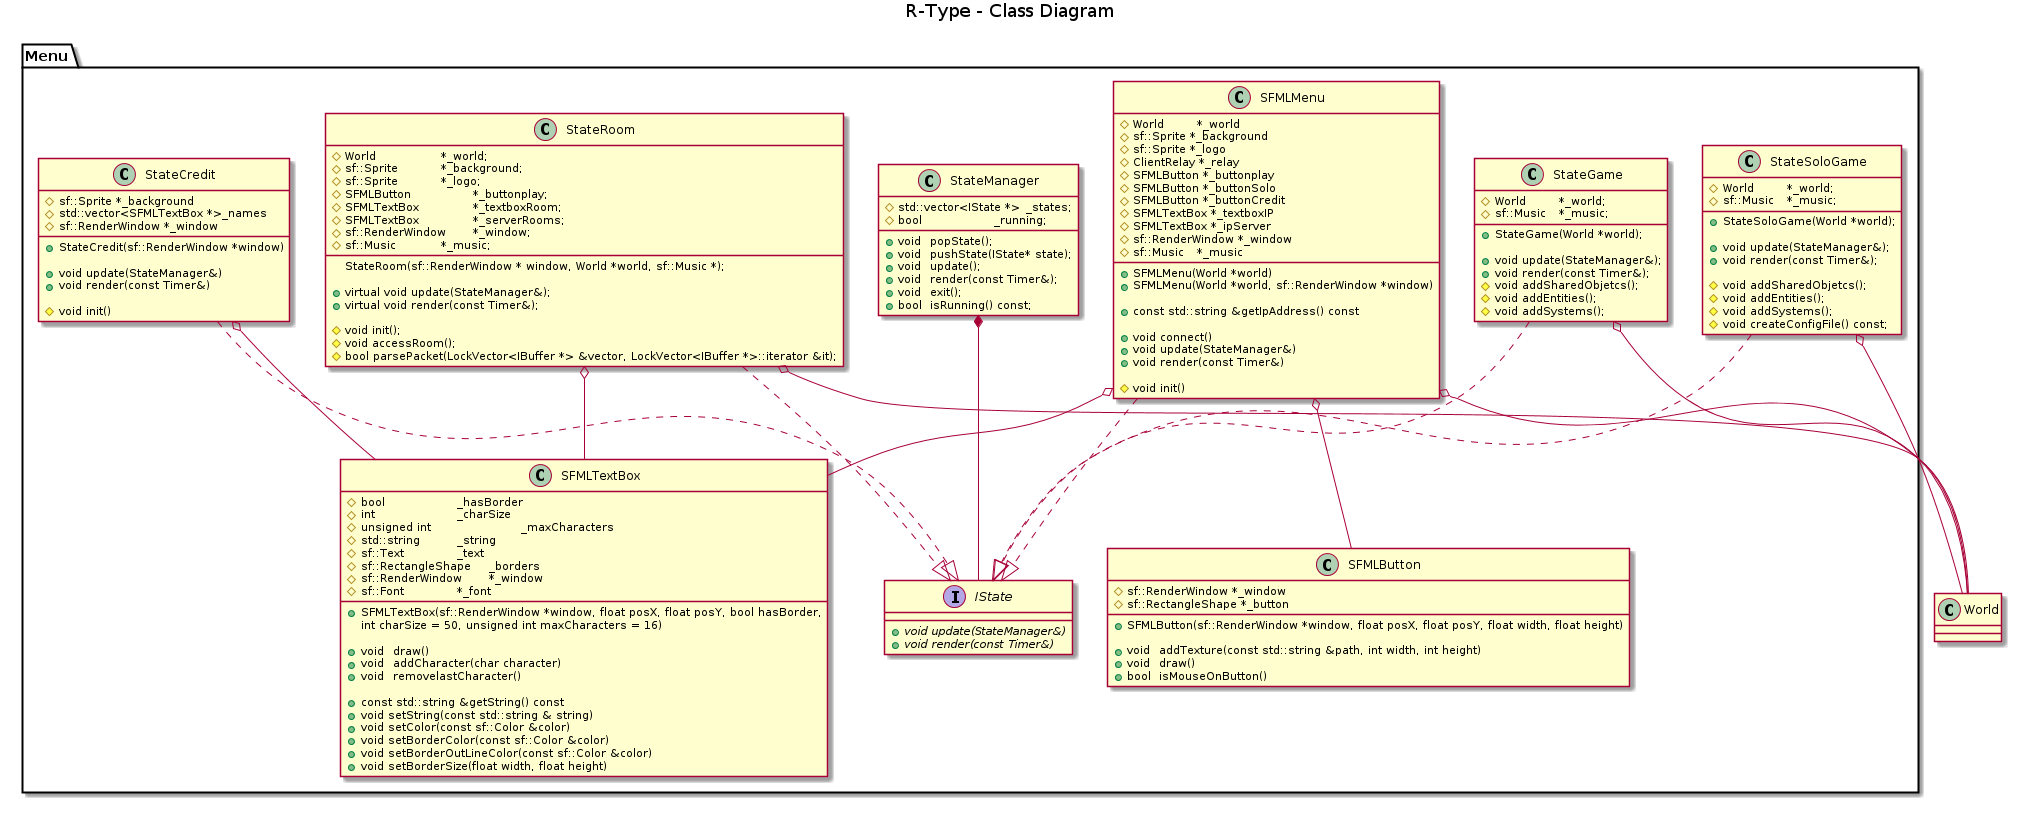 R-Type - Class Diagram
Menu
C StateCredit
sf::Sprite *_background
std::vector<SFMLTextBox *>_names
sf::RenderWindow *_window
StateCredit(sf::RenderWindow *window)
void update(StateManager&)
void render(const Timer&)
void init()
C StateRoom
World *_world;
sf::Sprite *_background;
sf::Sprite *_logo;
SFMLButton *_buttonplay;
SFMLTextBox *_textboxRoom;
SFMLTextBox *_serverRooms;
sf::RenderWindow *_window;
sf::Music *_music;
StateRoom(sf::RenderWindow * window, World *world, sf::Music *);
virtual void update(StateManager&);
virtual void render(const Timer&);
void init();
void accessRoom();
bool parsePacket(LockVector<IBuffer *> &vector, LockVector<IBuffer *>::iterator &it);
C StateManager
std::vector<IState *> _states;
bool _running;
void popState();
void pushState(IState* state);
void update();
void render(const Timer&);
void exit();
bool isRunning() const;
C SFMLMenu
World *_world
sf::Sprite *_background
sf::Sprite *_logo
ClientRelay *_relay
SFMLButton *_buttonplay
SFMLButton *_buttonSolo
SFMLButton *_buttonCredit
SFMLTextBox *_textboxIP
SFMLTextBox *_ipServer
sf::RenderWindow *_window
sf::Music *_music
SFMLMenu(World *world)
SFMLMenu(World *world, sf::RenderWindow *window)
const std::string &getIpAddress() const
void connect()
void update(StateManager&)
void render(const Timer&)
void init()
C StateGame
World *_world;
sf::Music *_music;
StateGame(World *world);
void update(StateManager&);
void render(const Timer&);
void addSharedObjetcs();
void addEntities();
void addSystems();
C StateSoloGame
World *_world;
sf::Music *_music;
StateSoloGame(World *world);
void update(StateManager&);
void render(const Timer&);
void addSharedObjetcs();
void addEntities();
void addSystems();
void createConfigFile() const;
C SFMLTextBox
bool _hasBorder
int _charSize
unsigned int _maxCharacters
std::string _string
sf::Text _text
sf::RectangleShape _borders
sf::RenderWindow *_window
sf::Font *_font
SFMLTextBox(sf::RenderWindow *window, float posX, float posY, bool hasBorder,
int charSize = 50, unsigned int maxCharacters = 16)
void draw()
void addCharacter(char character)
void removelastCharacter()
const std::string &getString() const
void setString(const std::string & string)
void setColor(const sf::Color &color)
void setBorderColor(const sf::Color &color)
void setBorderOutLineColor(const sf::Color &color)
void setBorderSize(float width, float height)
I IState
void update(StateManager&)
void render(const Timer&)
C SFMLButton
sf::RenderWindow *_window
sf::RectangleShape *_button
SFMLButton(sf::RenderWindow *window, float posX, float posY, float width, float height)
void addTexture(const std::string &path, int width, int height)
void draw()
bool isMouseOnButton()
C World